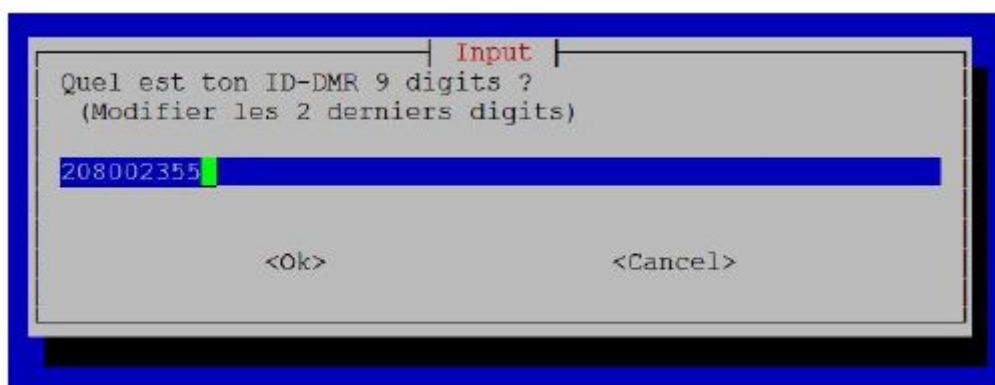 Input
Quel est ton ID-DMR 9 digits ?
(Modifier les 2 derniers digits)
208002355
<Ok> <Cancel>